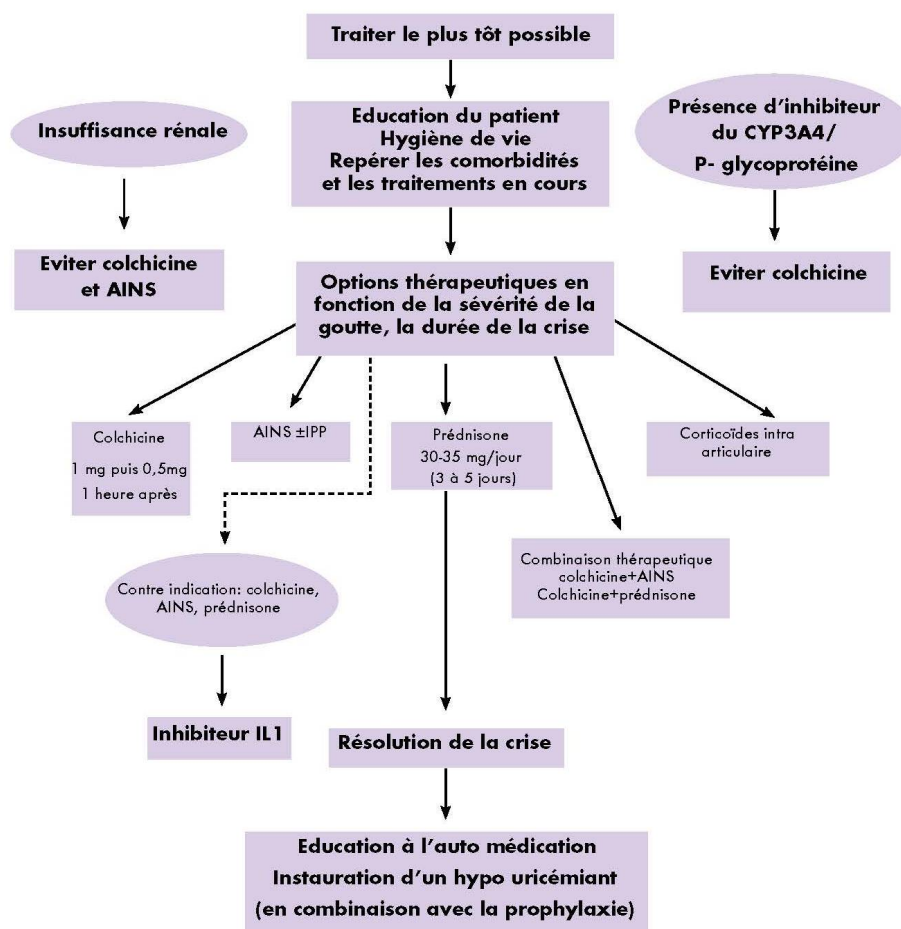 Traiter le plus tôt possible
Insuffisance rénale
Education du patient
Hygiène de vie
Repérer les comorbidités
et les traitements en cours
Présence d'inhibiteur
du CYP3A4/
P- glycoprotéine
Eviter colchicine
et AINS
Options thérapeutiques en
fonction de la sévérité de la
goutte, la durée de la crise
Eviter colchicine
Colchicine
1 mg puis 0,5mg
1 heure après
AINS ±IPP
Prédnisone
30-35 mg/jour
(3 à 5 jours)
Corticoïdes intra
articulaire
Contre indication: colchicine,
AINS, prédnisone
Combinaison thérapeutique
colchicine+AINS
Colchicine+prédnisone
Inhibiteur IL1
Résolution de la crise
Education à l'auto médication
Instauration d'un hypo uricémiant
(en combinaison avec la prophylaxie)